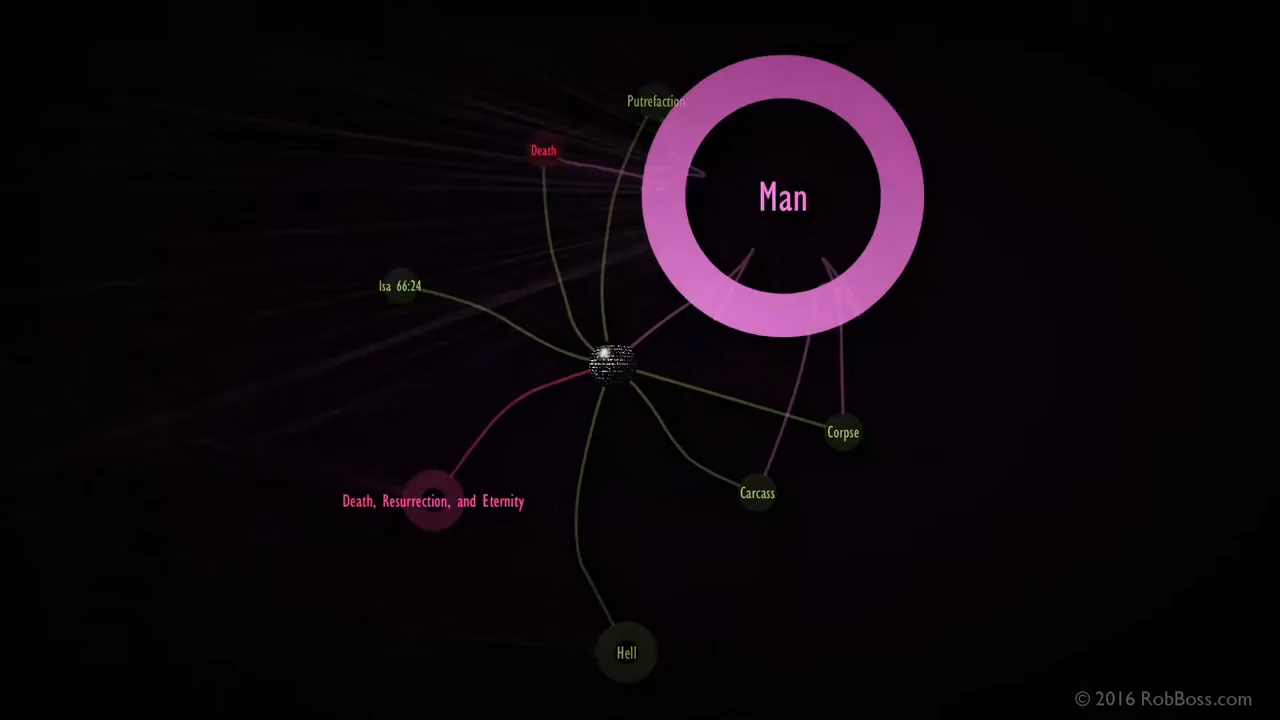 Putrefaction
Death
Man
Isa 66:24
Corpse
Carcass
Death, Resurrection, and Eternity
Hell
© 2016 RobBoss.com